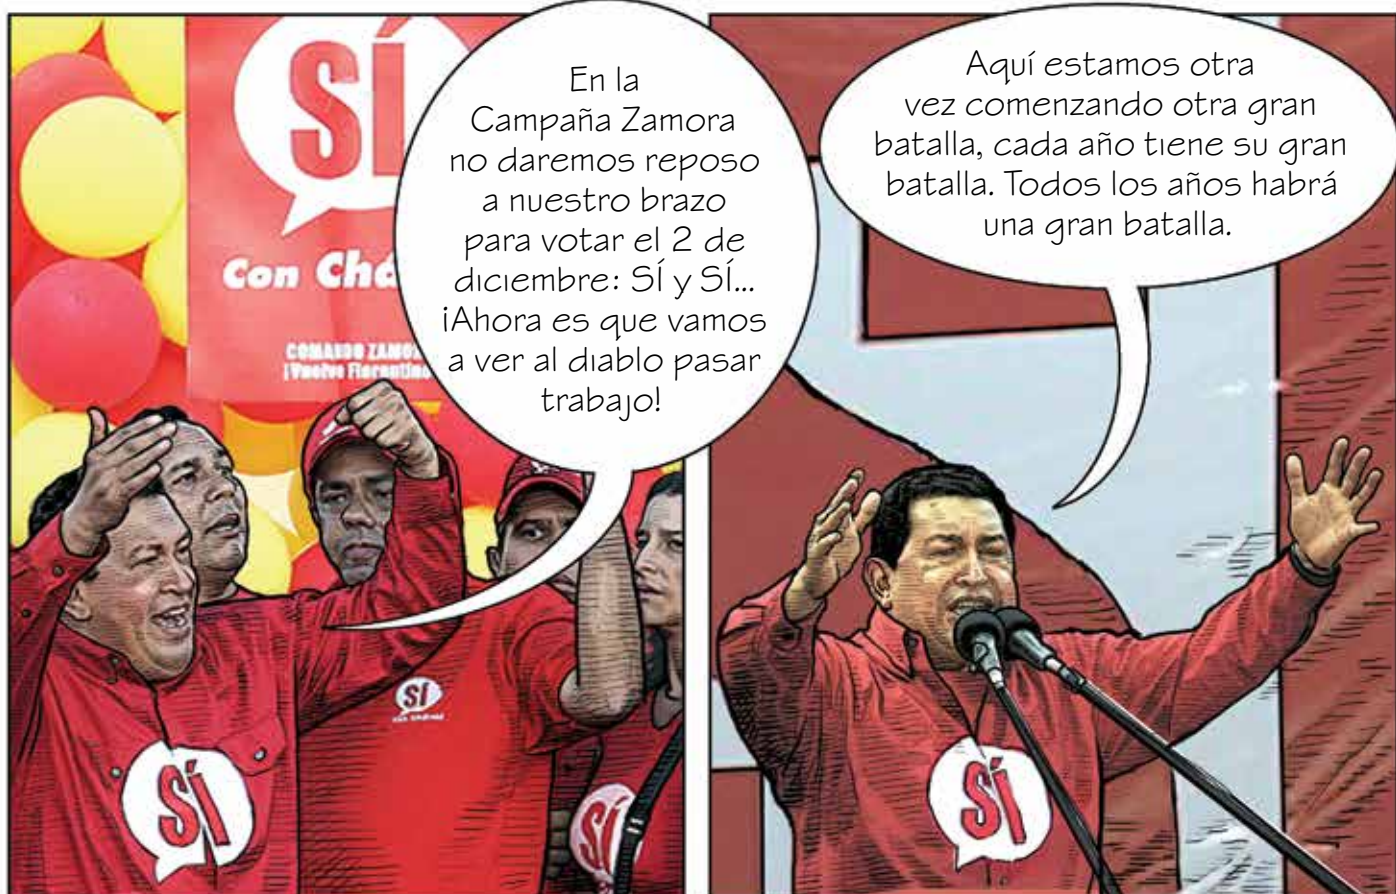 SÍ
Con Chá
COMANDO ZAMO
¡Vuelve Florentino
En la
Campaña Zamora
no daremos reposo
a nuestro brazo
para votar el 2 de
diciembre: SÍ y SÍ...
¡Ahora es que vamos
a ver al diablo pasar
trabajo!
SÍ
SÍ
SÍ
Aquí estamos otra
vez comenzando otra gran
batalla, cada año tiene su gran
batalla. Todos los años habrá
una gran batalla.
SÍ